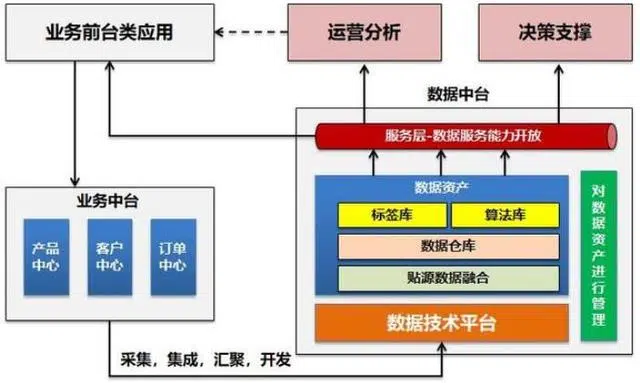 业务前台类应用
运营分析
决策支撑
数据中台
服务层-数据服务能力开放
业务中台
产品
中心
客户
中心
订单
中心
数据资产
标签库
算法库
数据仓库
贴源数据融合
数据技术平台
对数据资产进行管理
采集，集成，汇聚，开发